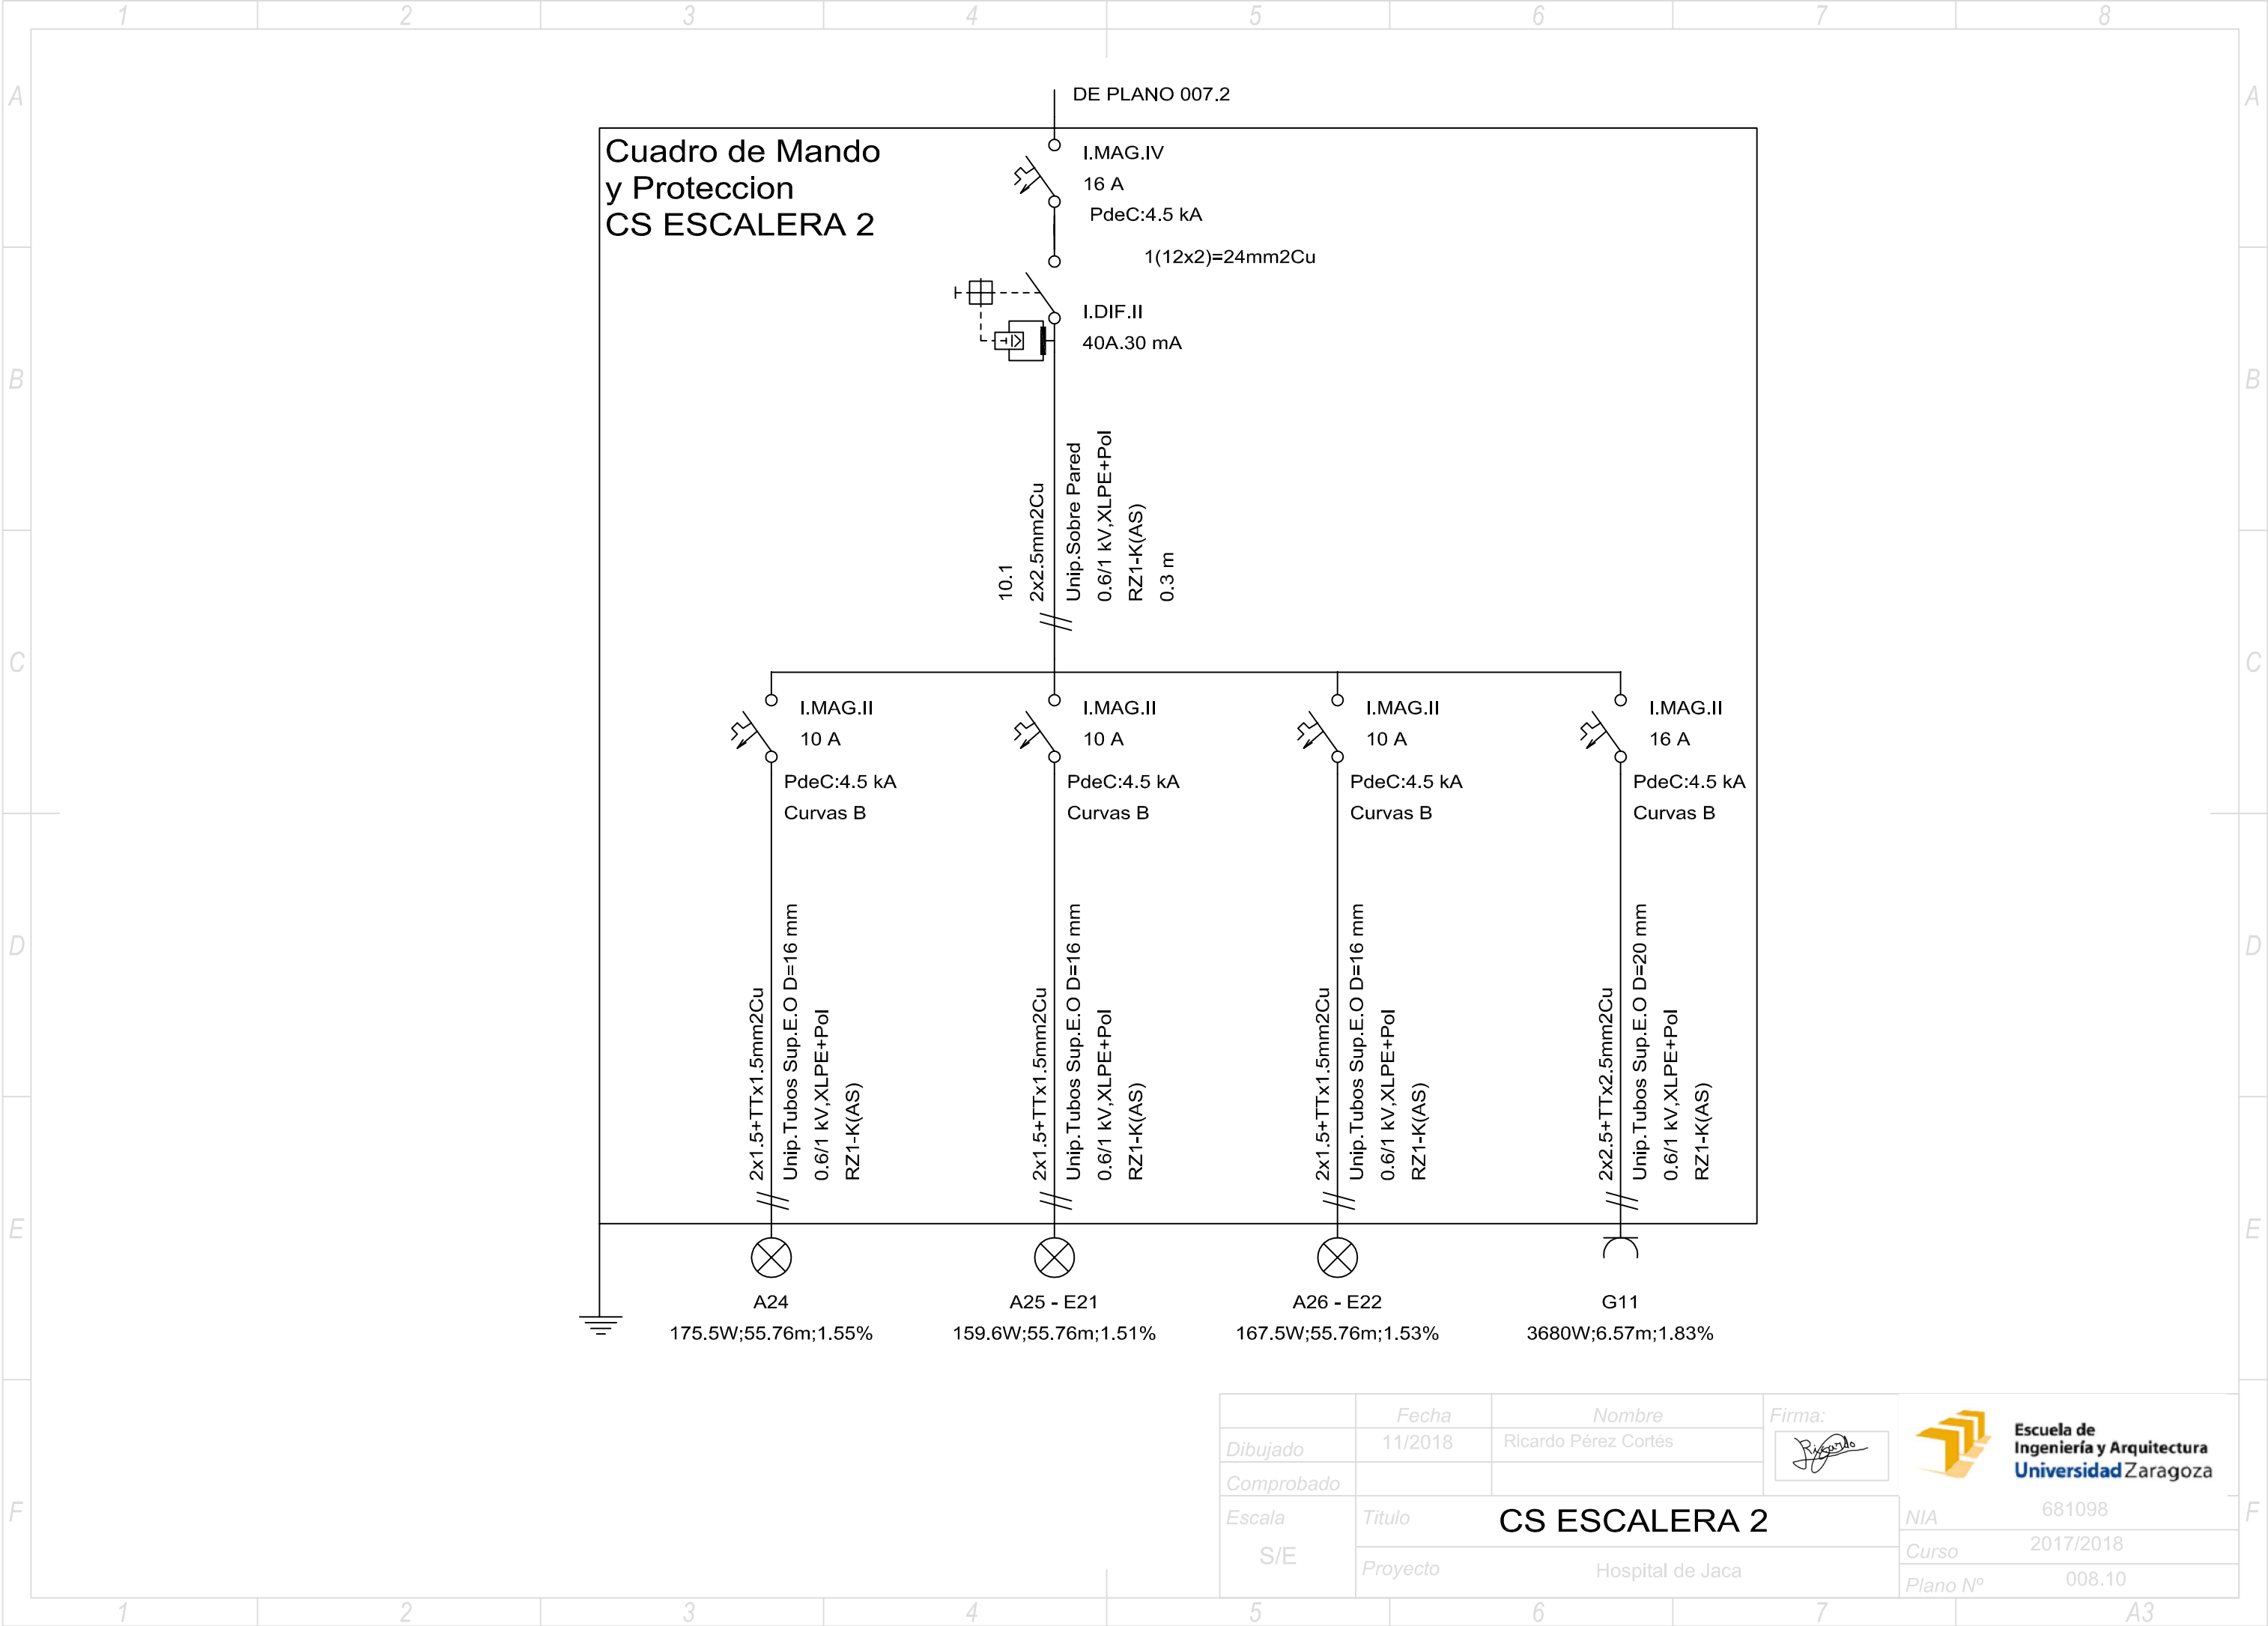 1 2 3 4 5 6 7 8
A A
B B
C C
D D
E E
F F
DE PLANO 007.2
Cuadro de Mando
y Proteccion
CS ESCALERA 2
I.MAG.IV
16 A
PdeC:4.5 kA
1(12x2)=24mm2Cu
I.DIF.II
40A.30 mA
10.1
2x2.5mm2Cu
Unip.Sobre Pared
0.6/1 kV,XLPE+Pol
RZ1-K(AS)
0.3 m
I.MAG.II
10 A
PdeC:4.5 kA
Curvas B
2x1.5+TTx1.5mm2Cu
Unip.Tubos Sup.E.O D=16 mm
0.6/1 kV,XLPE+Pol
RZ1-K(AS)
A24
175.5W;55.76m;1.55%
I.MAG.II
10 A
PdeC:4.5 kA
Curvas B
2x1.5+TTx1.5mm2Cu
Unip.Tubos Sup.E.O D=16 mm
0.6/1 kV,XLPE+Pol
RZ1-K(AS)
A25 - E21
159.6W;55.76m;1.51%
I.MAG.II
10 A
PdeC:4.5 kA
Curvas B
2x1.5+TTx1.5mm2Cu
Unip.Tubos Sup.E.O D=16 mm
0.6/1 kV,XLPE+Pol
RZ1-K(AS)
A26 - E22
167.5W;55.76m;1.53%
I.MAG.II
16 A
PdeC:4.5 kA
Curvas B
2x2.5+TTx2.5mm2Cu
Unip.Tubos Sup.E.O D=20 mm
0.6/1 kV,XLPE+Pol
RZ1-K(AS)
G11
3680W;6.57m;1.83%
Fecha Nombre Firma:
Dibujado 11/2018 Ricardo Pérez Cortés Ricardo
Comprobado
Escala
S/E
Titulo CS ESCALERA 2
Proyecto Hospital de Jaca
Escuela de
Ingeniería y Arquitectura
Universidad Zaragoza
NIA 681098
Curso 2017/2018
Plano Nº 008.10
1 2 3 4 5 6 7 A3